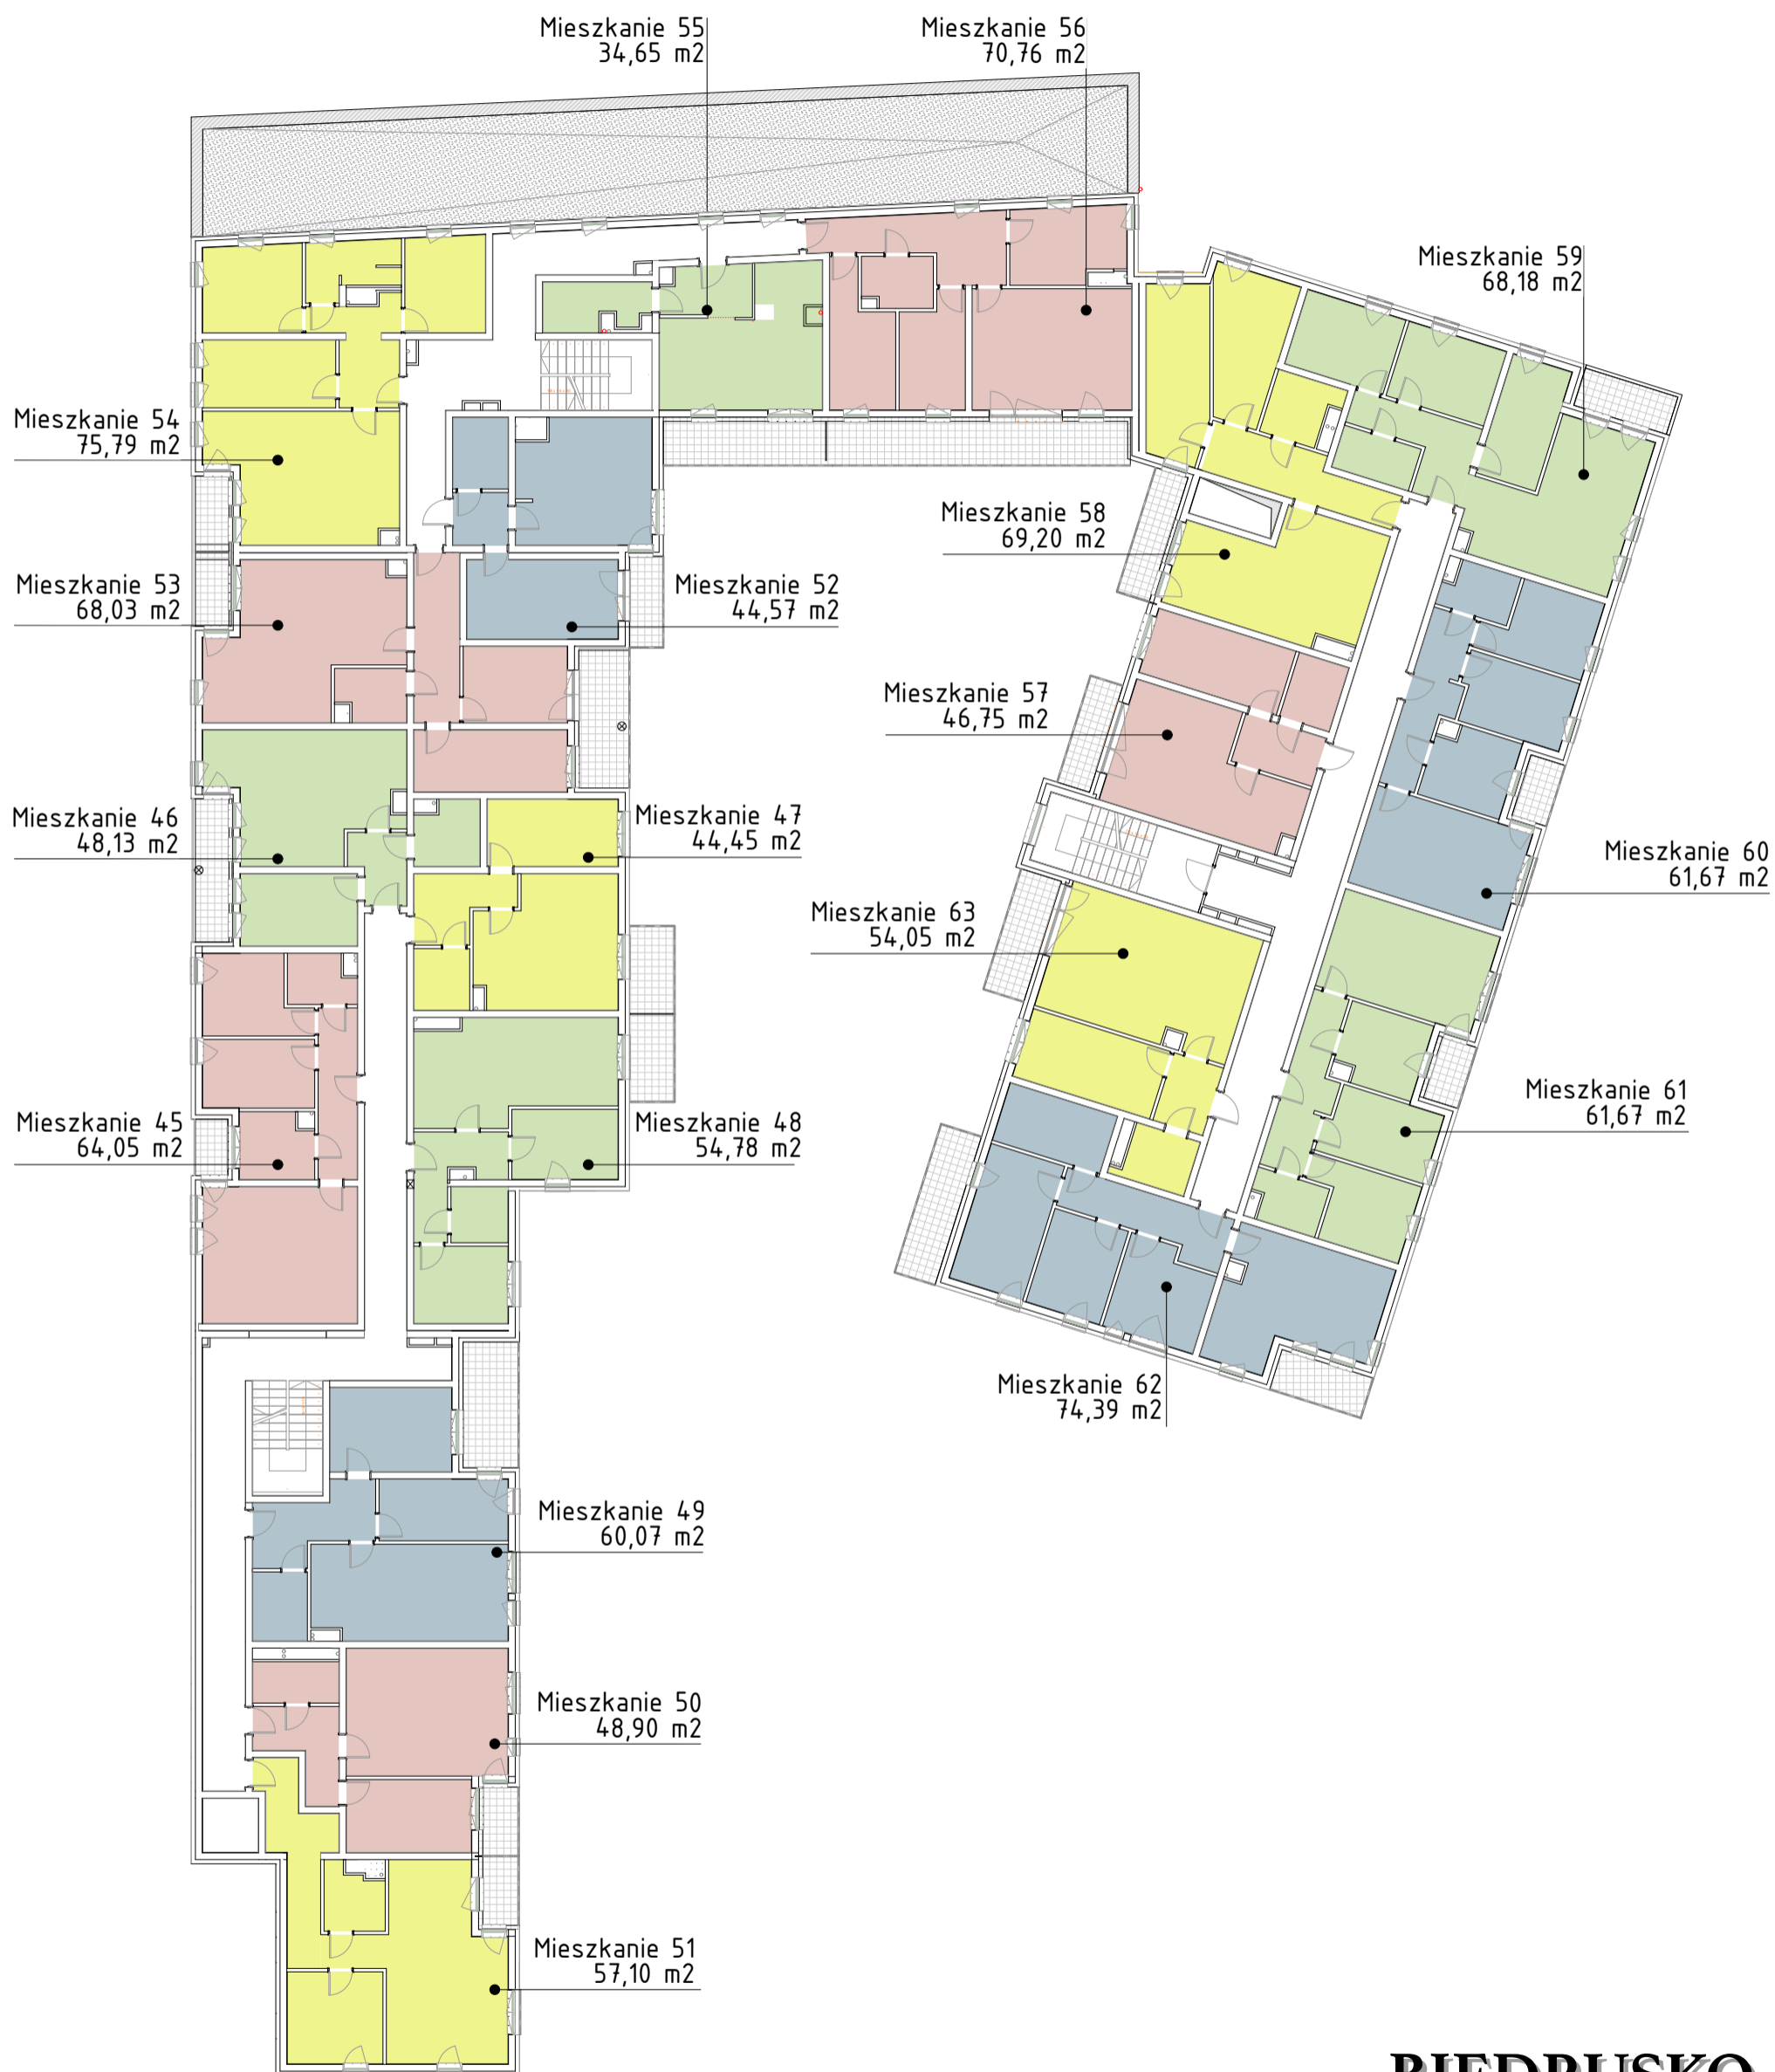 Mieszkanie 55
34,65 m2
Mieszkanie 56
70,76 m2
Mieszkanie 59
68,18 m2
Mieszkanie 54
75,79 m2
Mieszkanie 58
69,20 m2
Mieszkanie 53
68,03 m2
Mieszkanie 52
44,57 m2
Mieszkanie 57
46,75 m2
Mieszkanie 46
48,13 m2
Mieszkanie 47
44,45 m2
Mieszkanie 60
61,67 m2
Mieszkanie 63
54,05 m2
Mieszkanie 61
61,67 m2
Mieszkanie 45
64,05 m2
Mieszkanie 48
54,78 m2
Mieszkanie 62
74,39 m2
Mieszkanie 49
60,07 m2
Mieszkanie 50
48,90 m2
Mieszkanie 51
57,10 m2
BIEDRUSKO